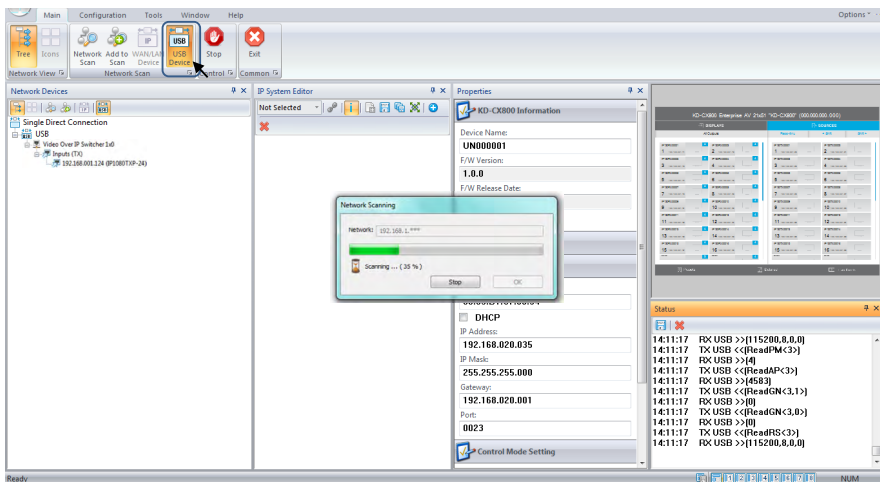 Main Configuration Tools Window Help Options
Tree Icons Network Scan Add to Scan WAN/LAN Device USB Device Stop Exit
Network View Network Scan Control Common
Network Devices
Single Direct Connection
USB
Video Over IP Switcher 1x0
Inputs (TX)
192.168.001.124 (IP1080TXP-24)
IP System Editor
Not Selected
Properties
KD-CX800 Information
Device Name:
UN000001
F/W Version:
1.0.0
F/W Release Date:
Network Scanning
Network: 192.168.1.***
Scanning ... ( 35 % )
Stop OK
DHCP
IP Address:
192.168.020.035
IP Mask:
255.255.255.000
Gateway:
192.168.020.001
Port:
0023
Control Mode Setting
Status
14:11:17 RX USB >>[115200,8,0,0]
14:11:17 TX USB <<[ReadPM<3>]
14:11:17 RX USB >>[4]
14:11:17 TX USB <<[ReadAP<3>]
14:11:17 RX USB >>[4583]
14:11:17 TX USB <<[ReadGN<3,1>]
14:11:17 RX USB >>[0]
14:11:17 TX USB <<[ReadGN<3,0>]
14:11:17 RX USB >>[0]
14:11:17 TX USB <<[ReadRS<3>]
14:11:17 RX USB >>[115200,8,0,0]
Ready
1 2 3 4 5 6 7 8 NUM